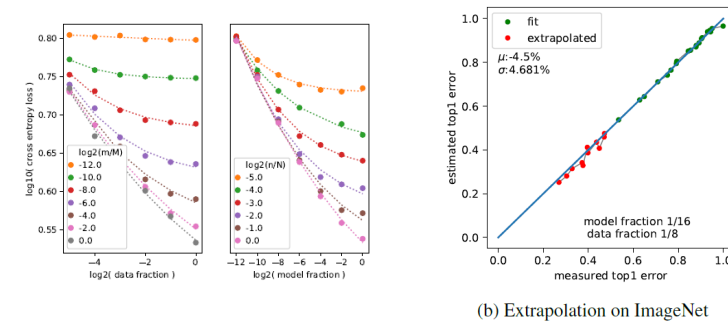 log10( cross entropy loss )
0.80
0.75
0.70
0.65
0.60
0.55
log2(m/M)
-12.0
-10.0
-8.0
-6.0
-4.0
-2.0
0.0
−4 −2 0
log2( data fraction )
log2(n/N)
-5.0
-4.0
-3.0
-2.0
-1.0
0.0
−12 −10 −8 −6 −4 −2 0
log2( model fraction )
estimated top1 error
1.0
0.8
0.6
0.4
0.2
0.0
fit
extrapolated
μ:-4.5%
σ:4.681%
model fraction 1/16
data fraction 1/8
0.0 0.2 0.4 0.6 0.8 1.0
measured top1 error
(b) Extrapolation on ImageNet